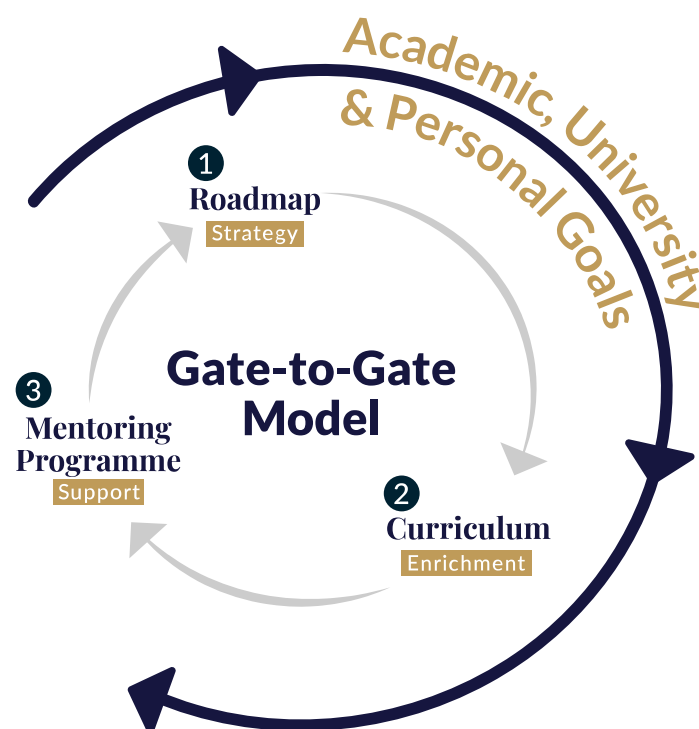 Academic, University
& Personal Goals
1
Roadmap
Strategy
Gate-to-Gate
Model
3
Mentoring
Programme
Support
2
Curriculum
Enrichment